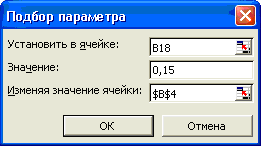 Подбор параметра
Установить в ячейке: B18
Значение: 0,15
Изменяя значение ячейки: $B$4
ОК Отмена